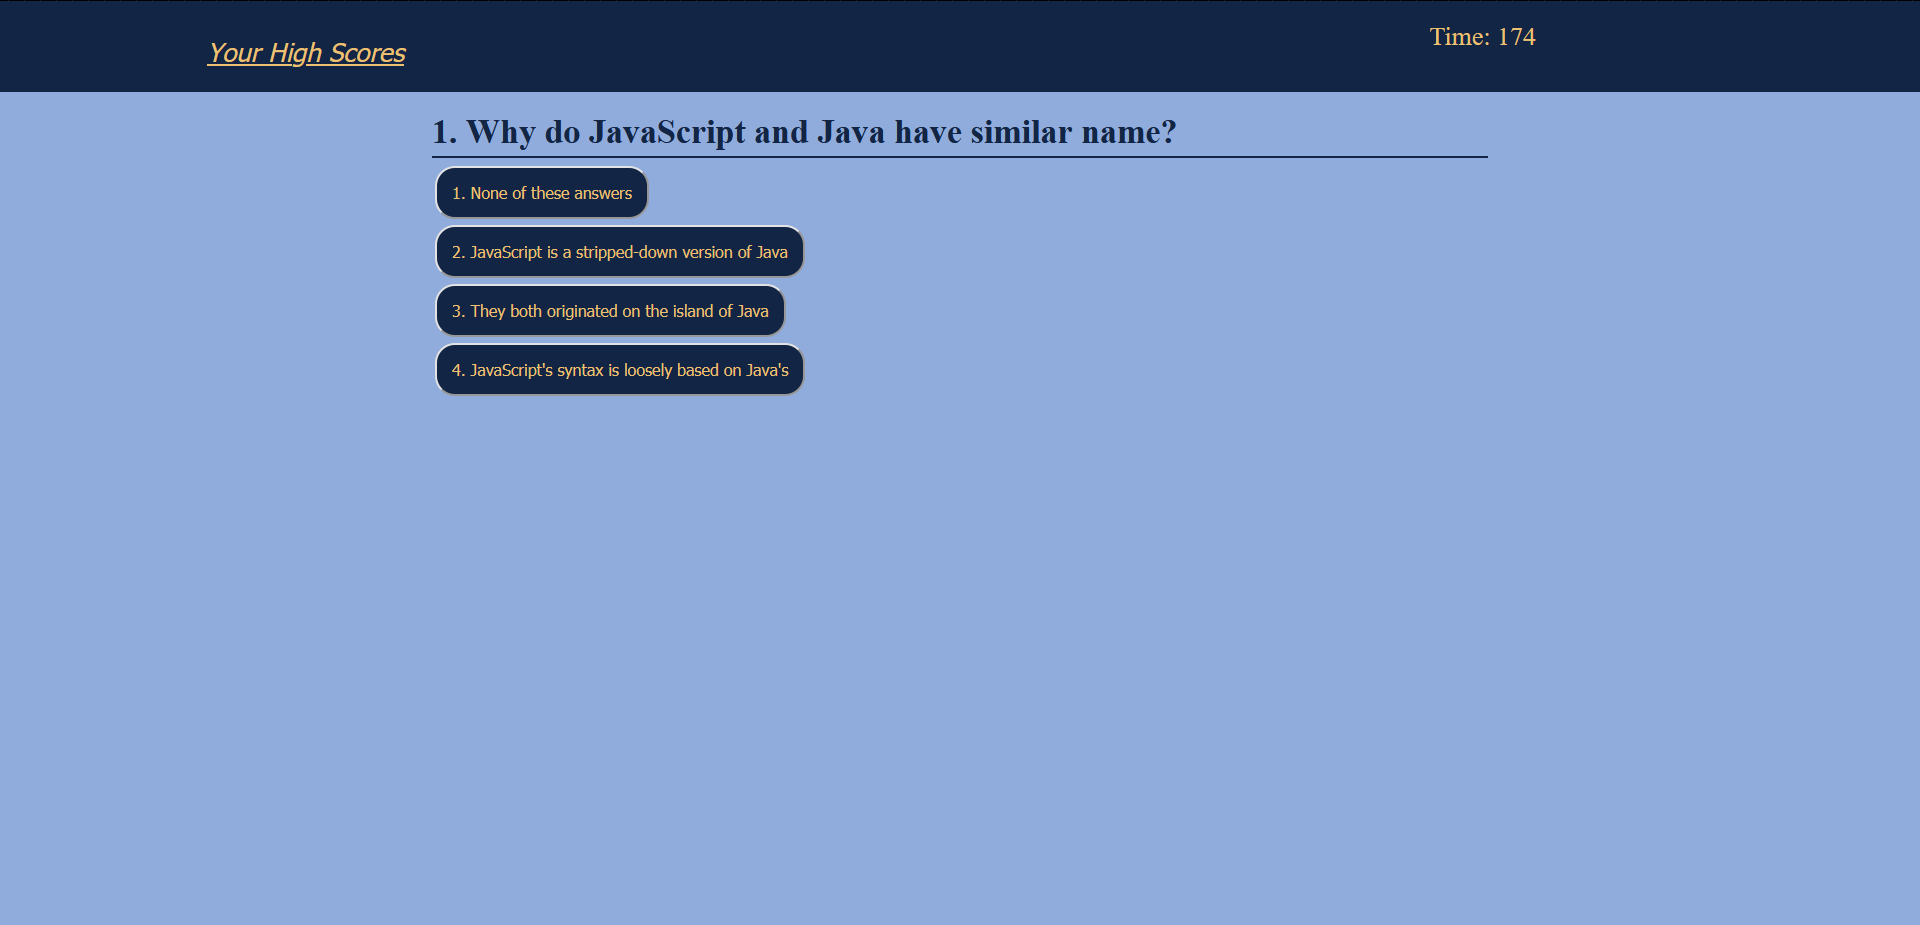 Your High Scores
Time: 174
1. Why do JavaScript and Java have similar name?
1. None of these answers
2. JavaScript is a stripped-down version of Java
3. They both originated on the island of Java
4. JavaScript's syntax is loosely based on Java's